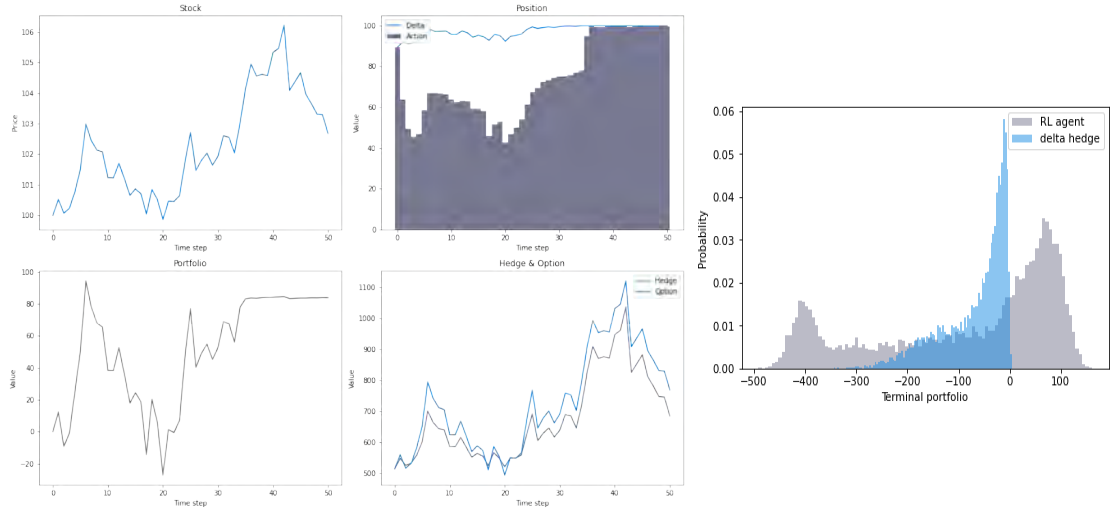 Stock
Price
106
105
104
103
102
101
100
0 10 20 30 40 50
Time step
Position
Delta
Action
Value
100
80
60
40
20
0
0 10 20 30 40 50
Time step
Portfolio
Value
100
80
60
40
20
0
−20
0 10 20 30 40 50
Time step
Hedge & Option
Hedge
Option
Value
1100
1000
900
800
700
600
500
0 10 20 30 40 50
Time step
RL agent
delta hedge
Probability
0.06
0.05
0.04
0.03
0.02
0.01
0.00
−500 −400 −300 −200 −100 0 100
Terminal portfolio